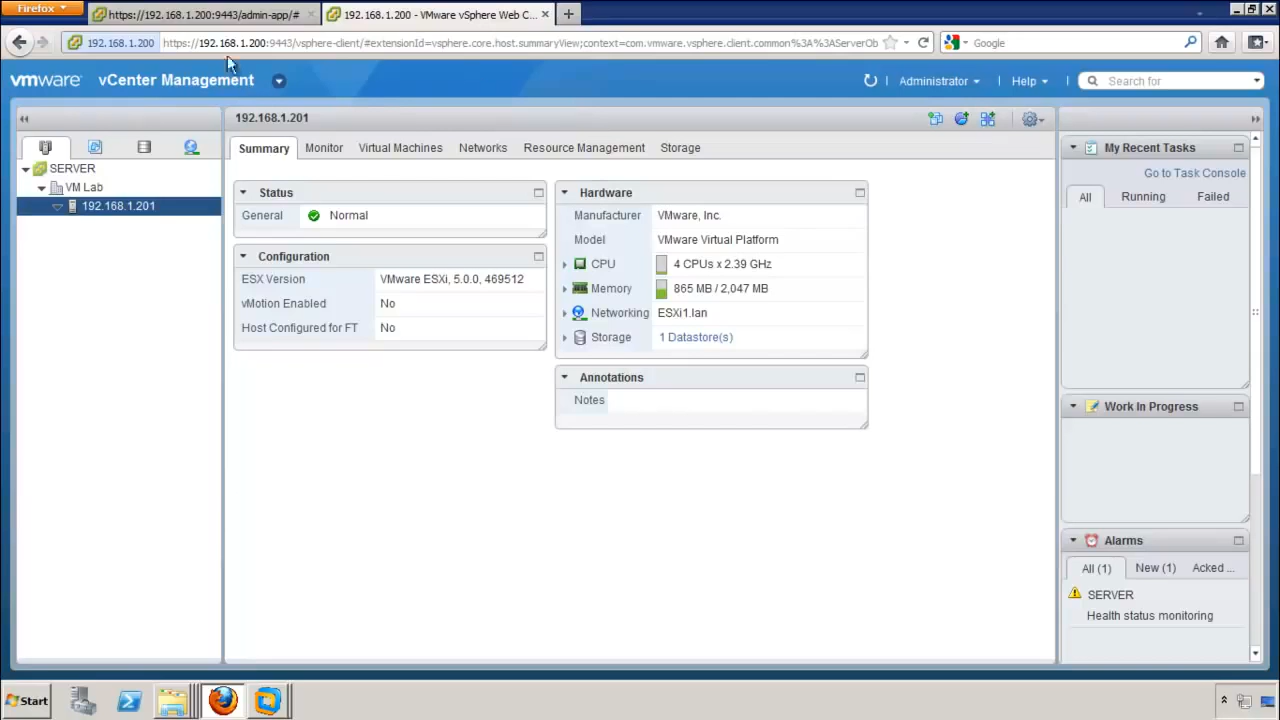 Firefox
https://192.168.1.200:9443/admin-app/#
192.168.1.200 - VMware vSphere Web C...
192.168.1.200
https://192.168.1.200:9443/vsphere-client/#extensionId=vsphere.core.host.summaryView;context=com.vmware.vsphere.client.common%3A%3AServerOb
Google
vmware
vCenter Management
Administrator
Help
Search for
192.168.1.201
SERVER
VM Lab
192.168.1.201
Summary
Monitor
Virtual Machines
Networks
Resource Management
Storage
Status
General
Normal
Configuration
ESX Version
VMware ESXi, 5.0.0, 469512
vMotion Enabled
No
Host Configured for FT
No
Hardware
Manufacturer
VMware, Inc.
Model
VMware Virtual Platform
CPU
4 CPUs x 2.39 GHz
Memory
865 MB / 2,047 MB
Networking
ESXi1.lan
Storage
1 Datastore(s)
Annotations
Notes
My Recent Tasks
Go to Task Console
All
Running
Failed
Work In Progress
Alarms
All (1)
New (1)
Acked ...
SERVER
Health status monitoring
Start